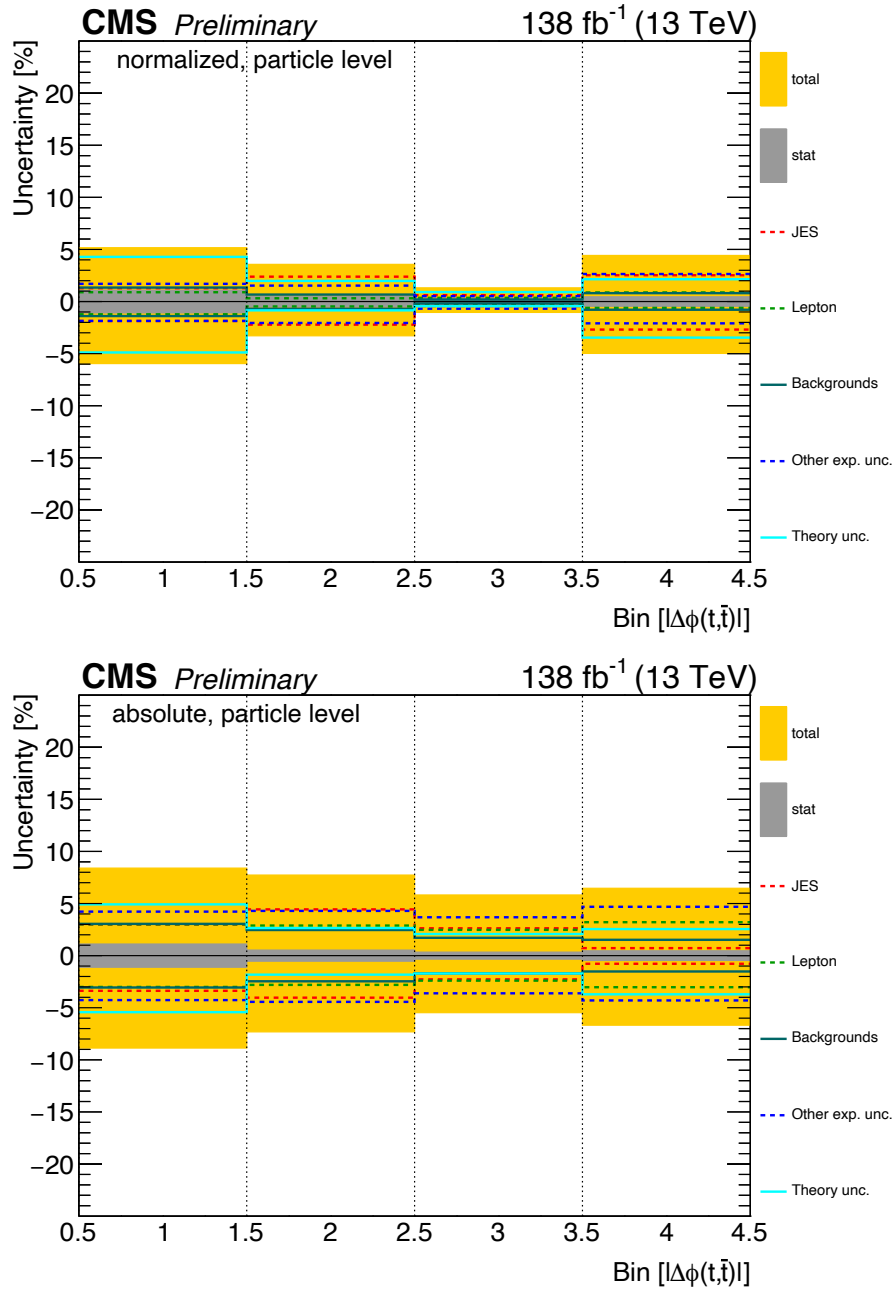 CMS Preliminary 138 fb⁻¹ (13 TeV)
normalized, particle level
Uncertainty [%]
20
15
10
5
0
−5
−10
−15
−20
0.5 1 1.5 2 2.5 3 3.5 4 4.5
Bin [|Δϕ(t,t̄)|]
total
stat
JES
Lepton
Backgrounds
Other exp. unc.
Theory unc.
CMS Preliminary 138 fb⁻¹ (13 TeV)
absolute, particle level
Uncertainty [%]
20
15
10
5
0
−5
−10
−15
−20
0.5 1 1.5 2 2.5 3 3.5 4 4.5
Bin [|Δϕ(t,t̄)|]
total
stat
JES
Lepton
Backgrounds
Other exp. unc.
Theory unc.